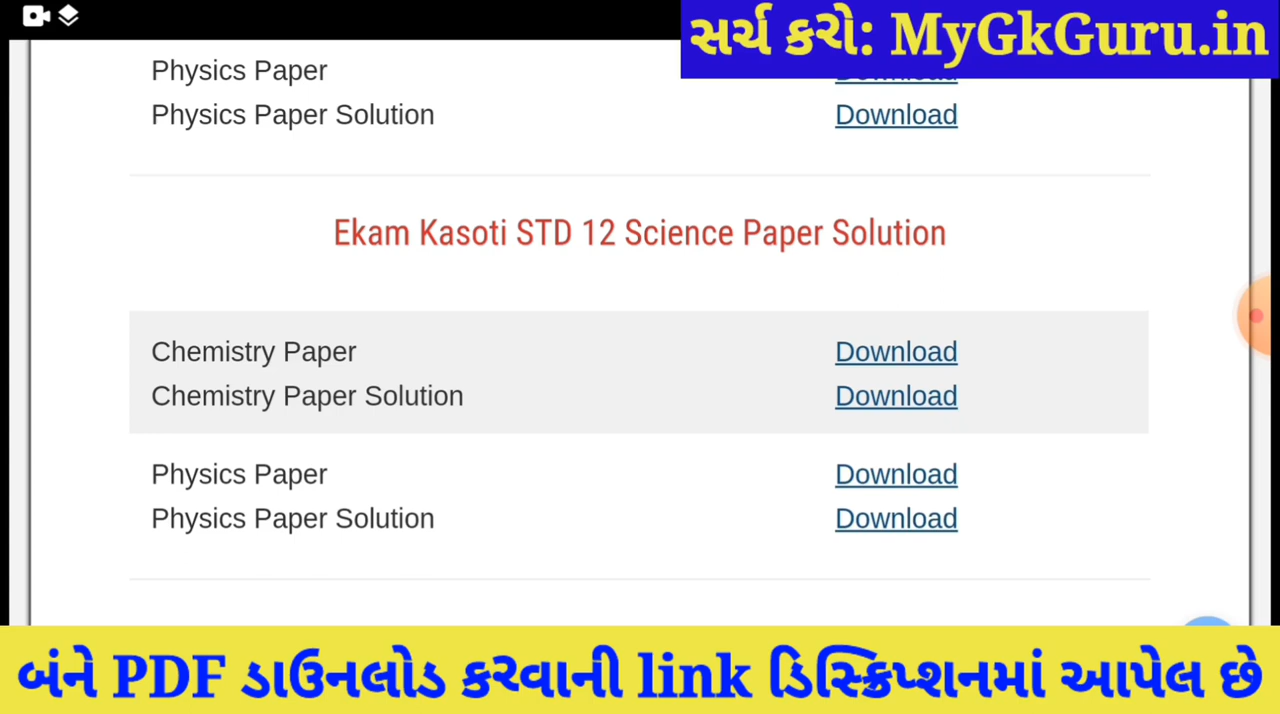 સર્ચ કરો: MyGkGuru.in
Physics Paper
Physics Paper Solution Download
Ekam Kasoti STD 12 Science Paper Solution
Chemistry Paper Download
Chemistry Paper Solution Download
Physics Paper Download
Physics Paper Solution Download
બંને PDF ડાઉનલોડ કરવાની link ડિસ્ક્રિપ્શનમાં આપેલ છે